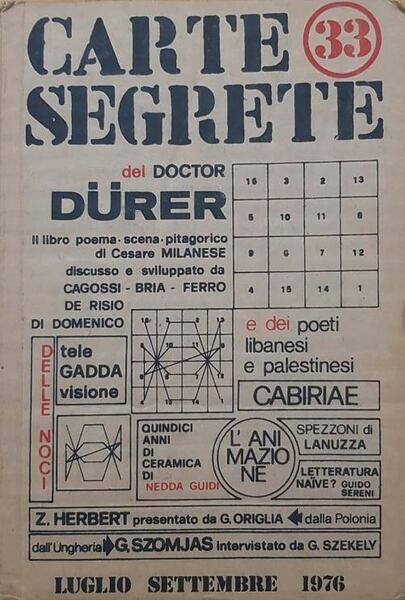 CARTE 33
SEGRETE
del DOCTOR
DÜRER
Il libro poema·scena·pitagorico
di Cesare MILANESE
discusso e sviluppato da
CAGOSSI - BRIA - FERRO
DE RISIO
DI DOMENICO
16 3 2 13
5 10 11 8
9 6 7 12
4 15 14 1
e dei poeti
libanesi
e palestinesi
CABIRIAE
DELLE NOCI
tele
GADDA
visione
QUINDICI
ANNI
DI
CERAMICA
DI
NEDDA GUIDI
L'ANI
MAZIO
NE
SPEZZONI di
LANUZZA
LETTERATURA
NAÏVE? GUIDO
SERENI
Z. HERBERT presentato da G. ORIGLIA dalla Polonia
dall'Ungheria G. SZOMJAS intervistato da G. SZEKELY
LUGLIO SETTEMBRE 1976